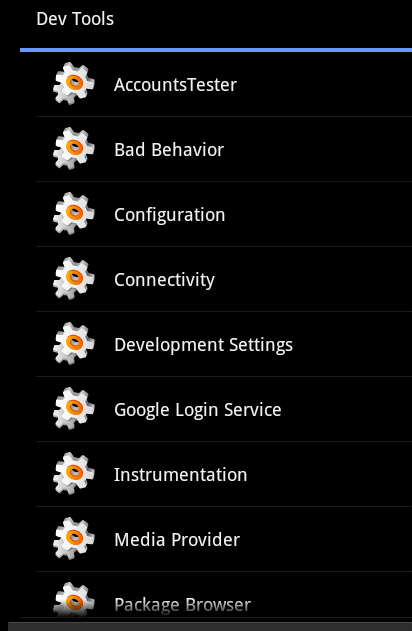 Dev Tools
AccountsTester
Bad Behavior
Configuration
Connectivity
Development Settings
Google Login Service
Instrumentation
Media Provider
Package Browser